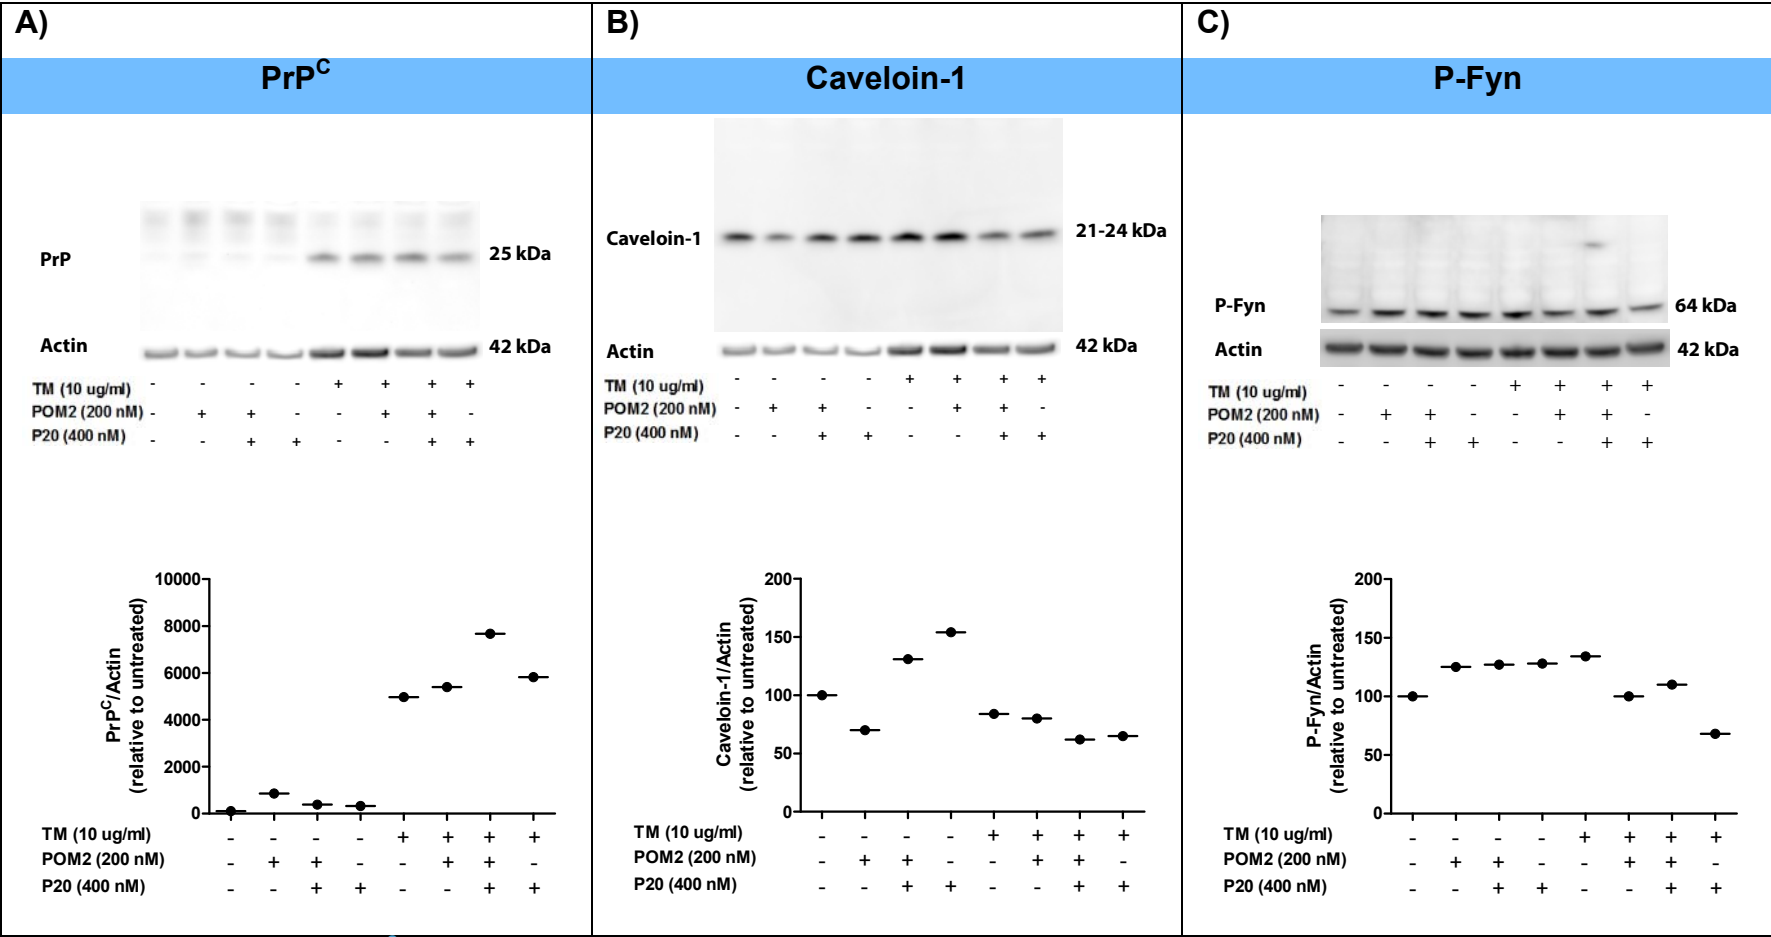 A)
PrPC
PrP
25 kDa
Actin
42 kDa
TM (10 ug/ml) - - - - + + + +
POM2 (200 nM) - + + - - + + -
P20 (400 nM) - - + + - - + +
PrPC/Actin
(relative to untreated)
10000
8000
6000
4000
2000
0
TM (10 ug/ml) - - - - + + + +
POM2 (200 nM) - + + - - + + -
P20 (400 nM) - - + + - - + +
B)
Caveloin-1
Caveloin-1
21-24 kDa
Actin
42 kDa
TM (10 ug/ml) - - - - + + + +
POM2 (200 nM) - + + - - + + -
P20 (400 nM) - - + + - - + +
Caveloin-1/Actin
(relative to untreated)
200
150
100
50
0
TM (10 ug/ml) - - - - + + + +
POM2 (200 nM) - + + - - + + -
P20 (400 nM) - - + + - - + +
C)
P-Fyn
P-Fyn
64 kDa
Actin
42 kDa
TM (10 ug/ml) - - - - + + + +
POM2 (200 nM) - + + - - + + -
P20 (400 nM) - - + + - - + +
P-Fyn/Actin
(relative to untreated)
200
150
100
50
0
TM (10 ug/ml) - - - - + + + +
POM2 (200 nM) - + + - - + + -
P20 (400 nM) - - + + - - + +